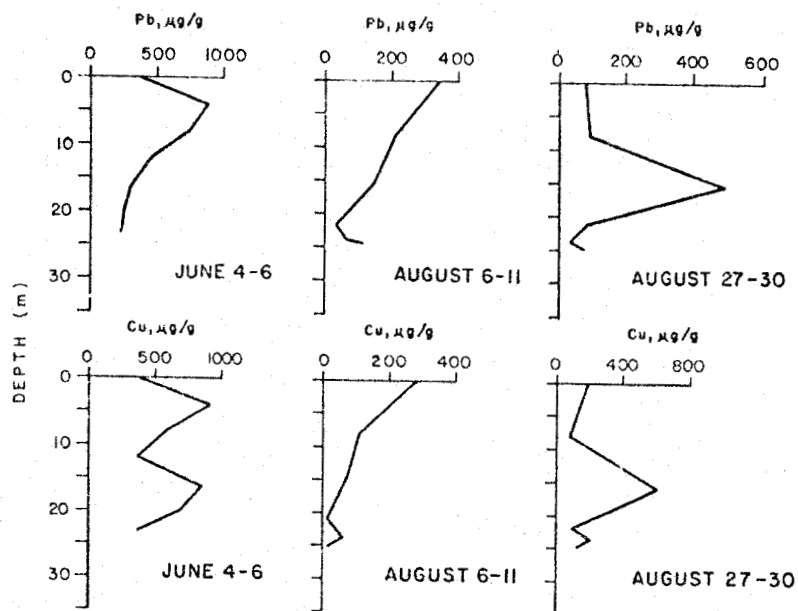 Pb, µg/g Pb, µg/g Pb, µg/g
0 500 1000 0 200 400 0 200 400 600
0
10
20
30
JUNE 4-6 AUGUST 6-11 AUGUST 27-30
DEPTH (m)
Cu, µg/g Cu, µg/g Cu, µg/g
0 500 1000 0 200 400 0 400 800
0
10
20
30
JUNE 4-6 AUGUST 6-11 AUGUST 27-30